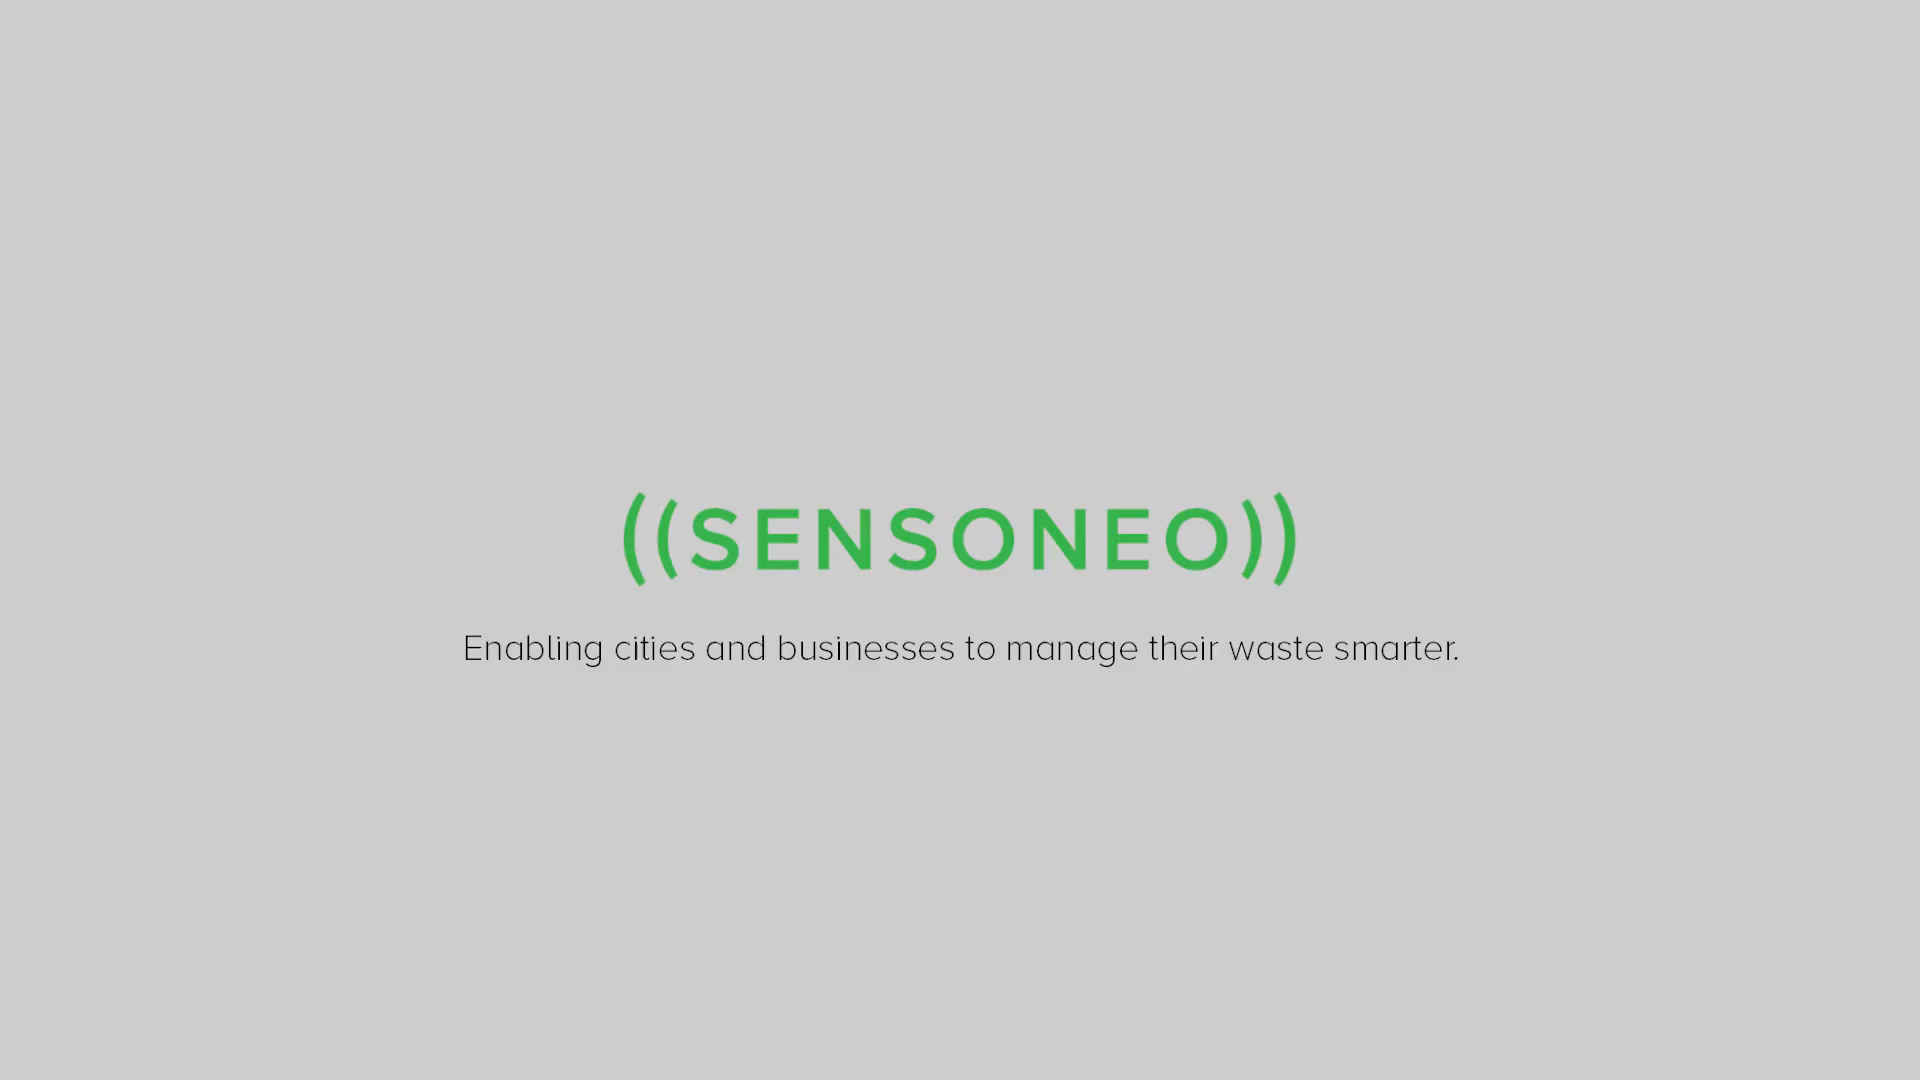 ((SENSONEO))
Enabling cities and businesses to manage their waste smarter.